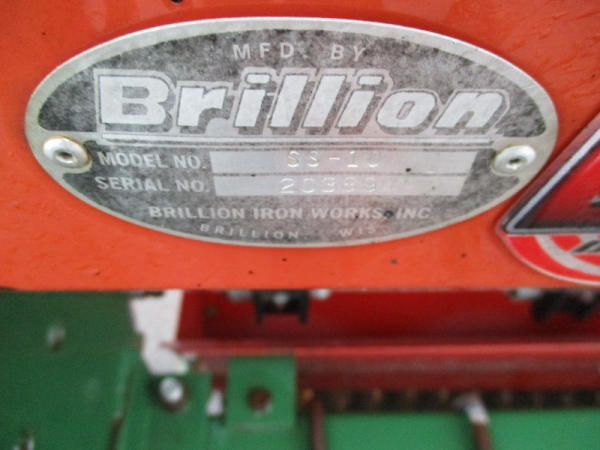 MFD. BY
Brillion
MODEL NO. SS-10
SERIAL NO.
BRILLION IRON WORKS, INC
BRILLION, WIS